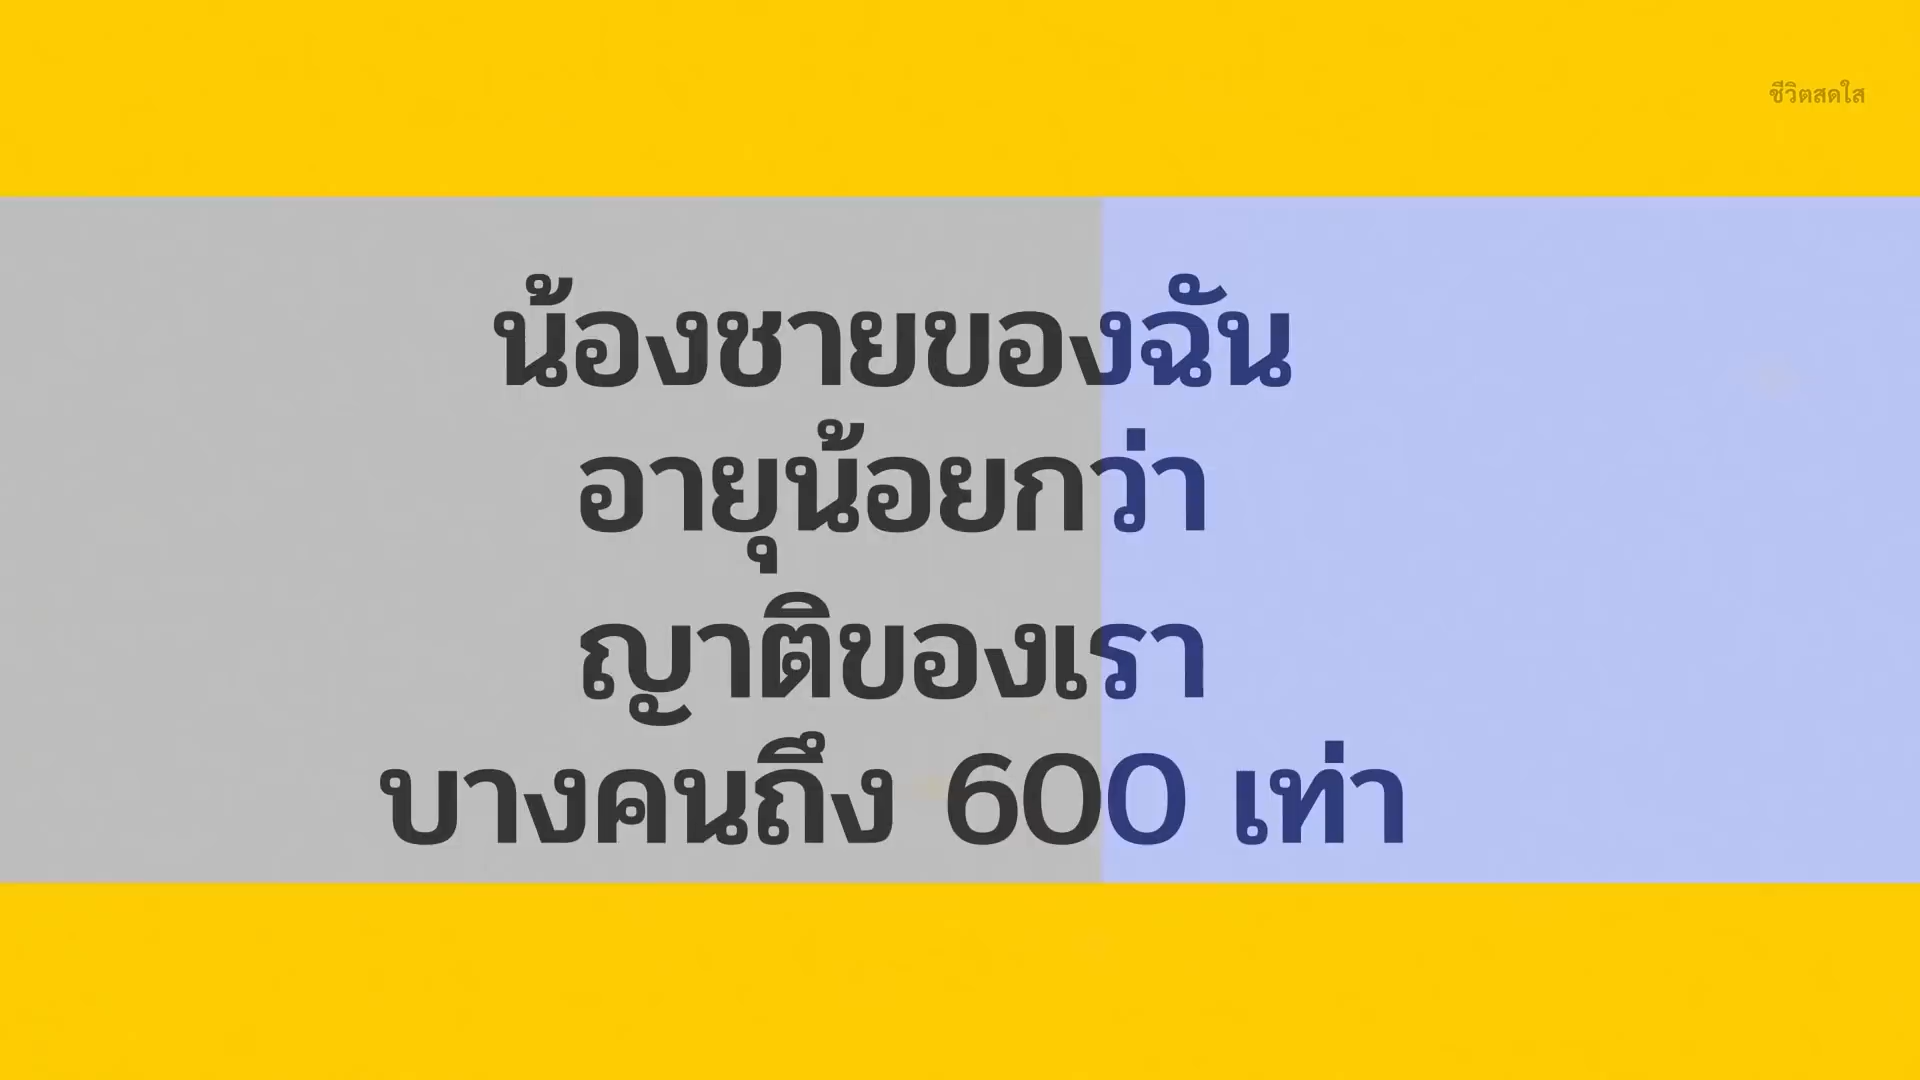 ชีวิตสดใส
น้องชายของฉัน
อายุน้อยกว่า
ญาติของเรา
บางคนถึง 600 เท่า